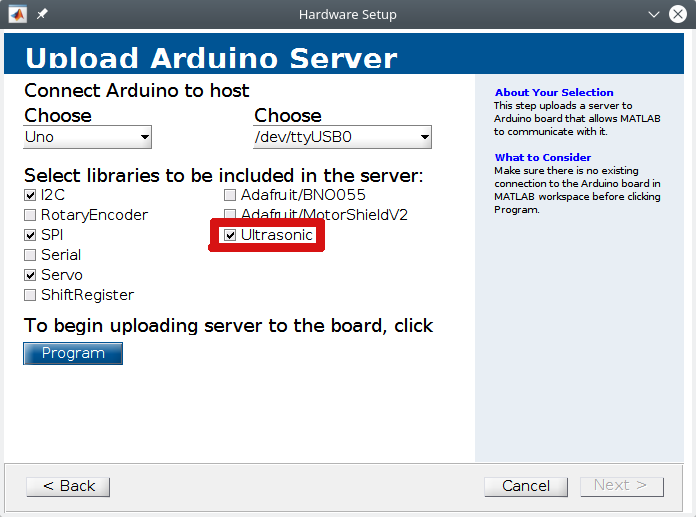 Hardware Setup
Upload Arduino Server
Connect Arduino to host
Choose Choose
Uno /dev/ttyUSB0
Select libraries to be included in the server:
I2C Adafruit/BNO055
RotaryEncoder Adafruit/MotorShieldV2
SPI Ultrasonic
Serial
Servo
ShiftRegister
To begin uploading server to the board, click
Program
About Your Selection
This step uploads a server to
Arduino board that allows MATLAB
to communicate with it.
What to Consider
Make sure there is no existing
connection to the Arduino board in
MATLAB workspace before clicking
Program.
< Back Cancel Next >